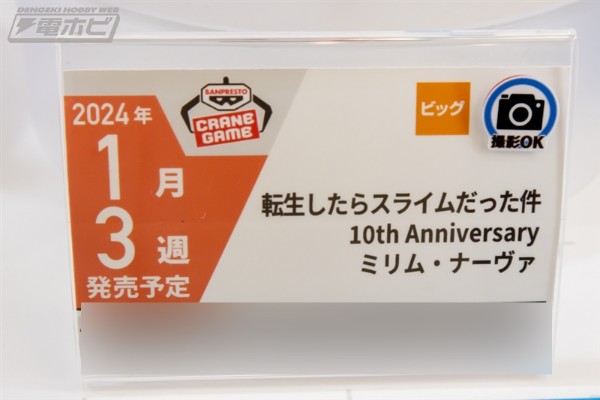 DENGEKI HOBBY WEB
電ホビ
2024年
1月
3週
発売予定
BANPRESTO
CRANE
GAME
ビッグ
撮影OK
転生したらスライムだった件
10th Anniversary
ミリム・ナーヴァ